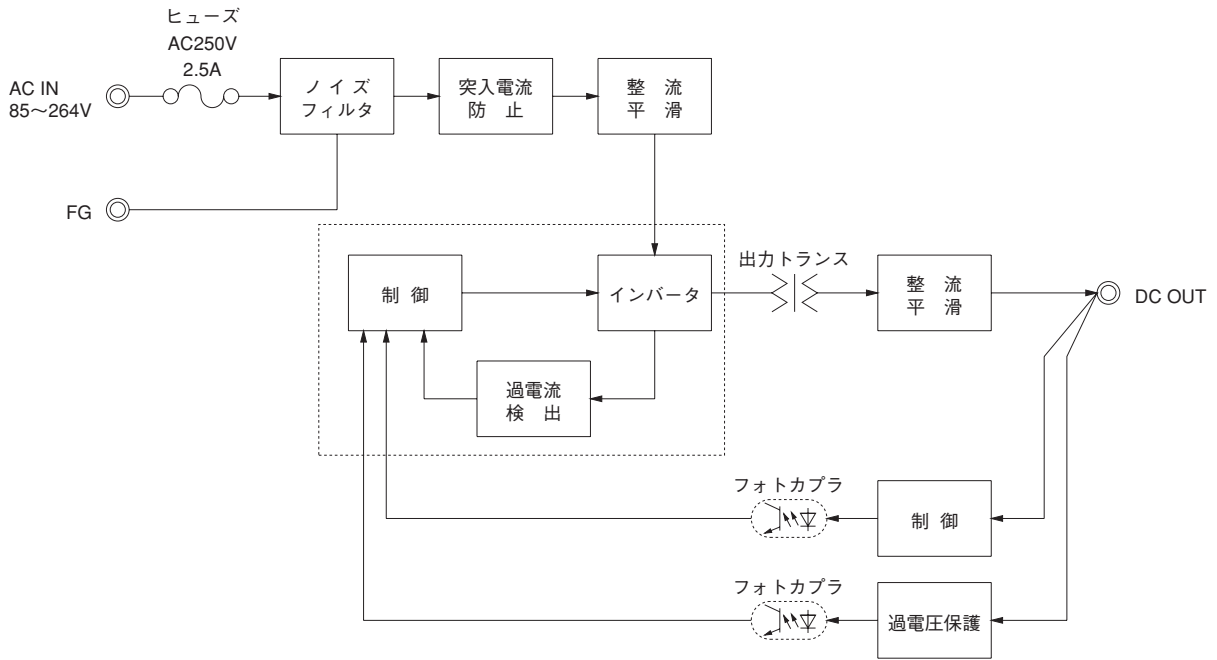 ヒューズ
AC250V
2.5A
AC IN
85～264V
ノイズ
フィルタ
突入電流
防 止
整 流
平 滑
FG
制 御
インバータ
出力トランス
整 流
平 滑
DC OUT
過電流
検 出
フォトカプラ
制 御
フォトカプラ
過電圧保護